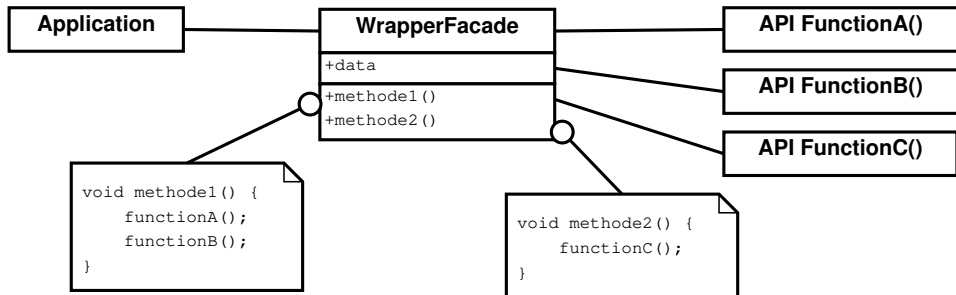 Application
WrapperFacade
+data
+methode1()
+methode2()
API FunctionA()
API FunctionB()
API FunctionC()
void methode1() {
functionA();
functionB();
}
void methode2() {
functionC();
}